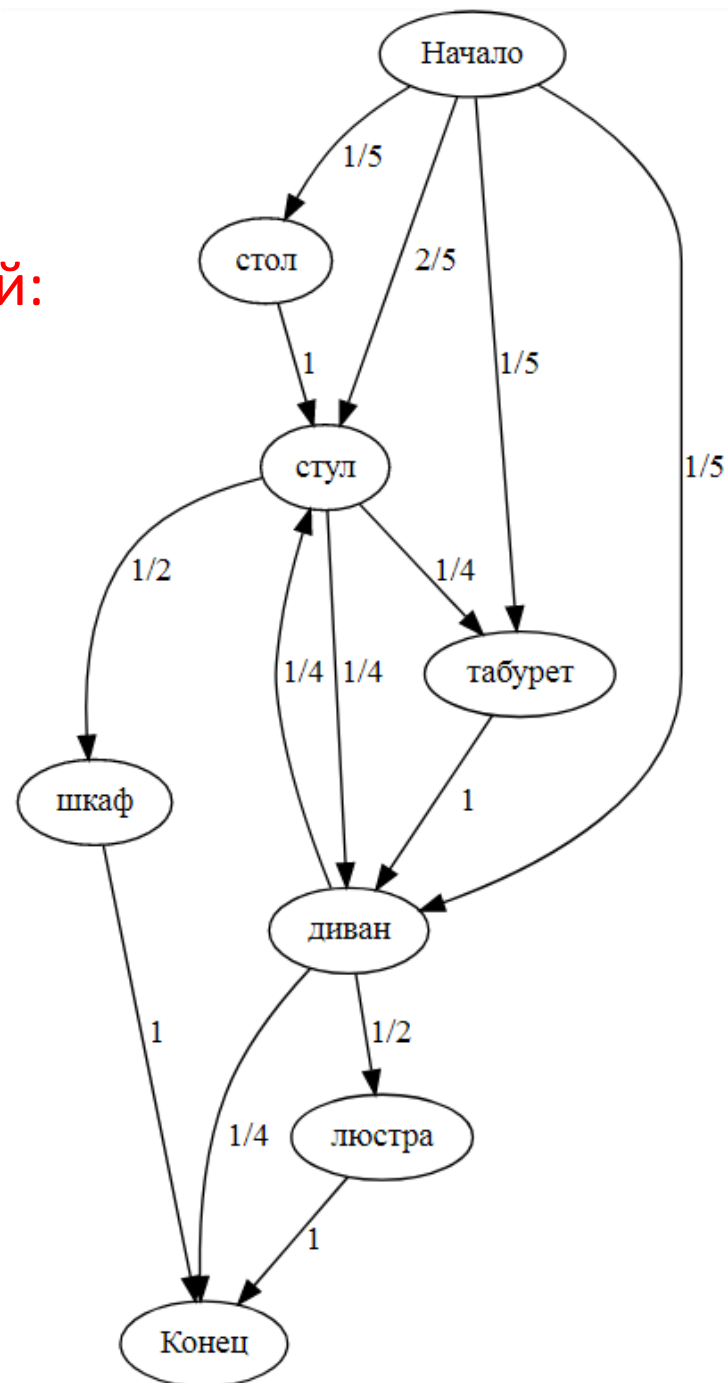 Начало
1/5
стол
2/5
й:
1
1/5
стул
1/5
1/2
1/4
1/4
1/4
табурет
шкаф
1
диван
1
1/2
1/4
люстра
1
Конец